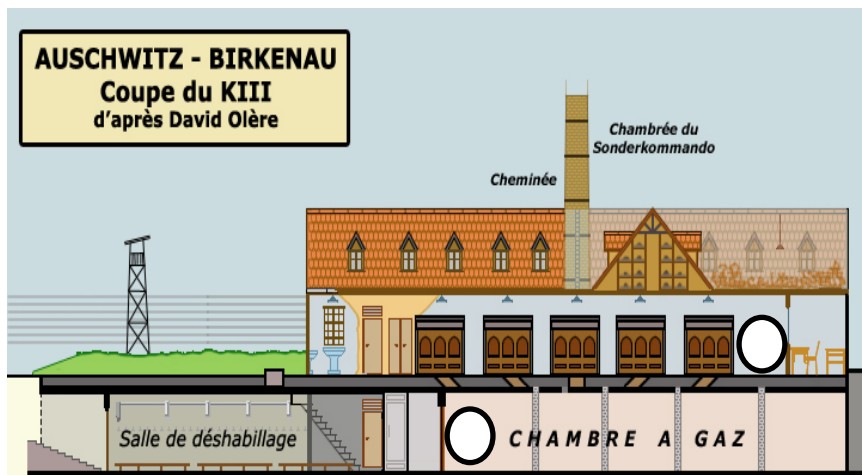 AUSCHWITZ - BIRKENAU
Coupe du KIII
d'après David Olère
Chambrée du
Sonderkommando
Cheminée
Salle de déshabillage
CHAMBRE A GAZ